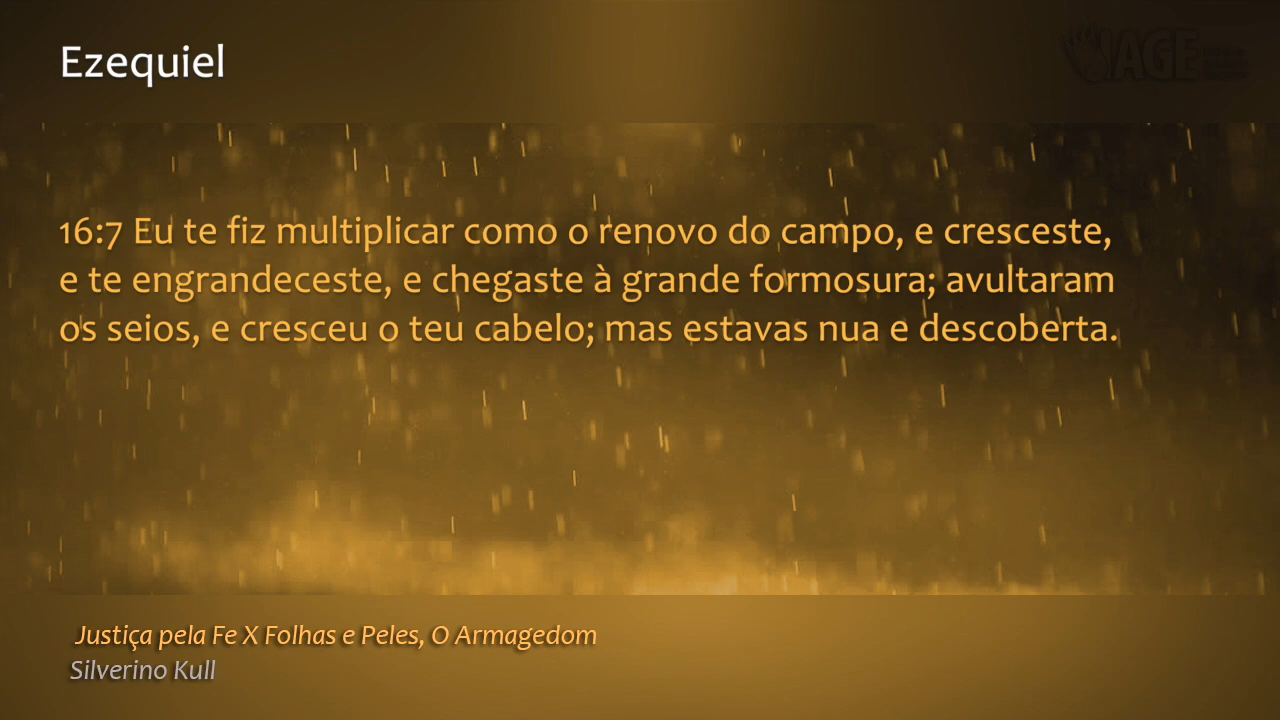 Ezequiel
AGE
16:7 Eu te fiz multiplicar como o renovo do campo, e cresceste,
e te engrandeceste, e chegaste à grande formosura; avultaram
os seios, e cresceu o teu cabelo; mas estavas nua e descoberta.
Justiça pela Fe X Folhas e Peles, O Armagedom
Silverino Kull